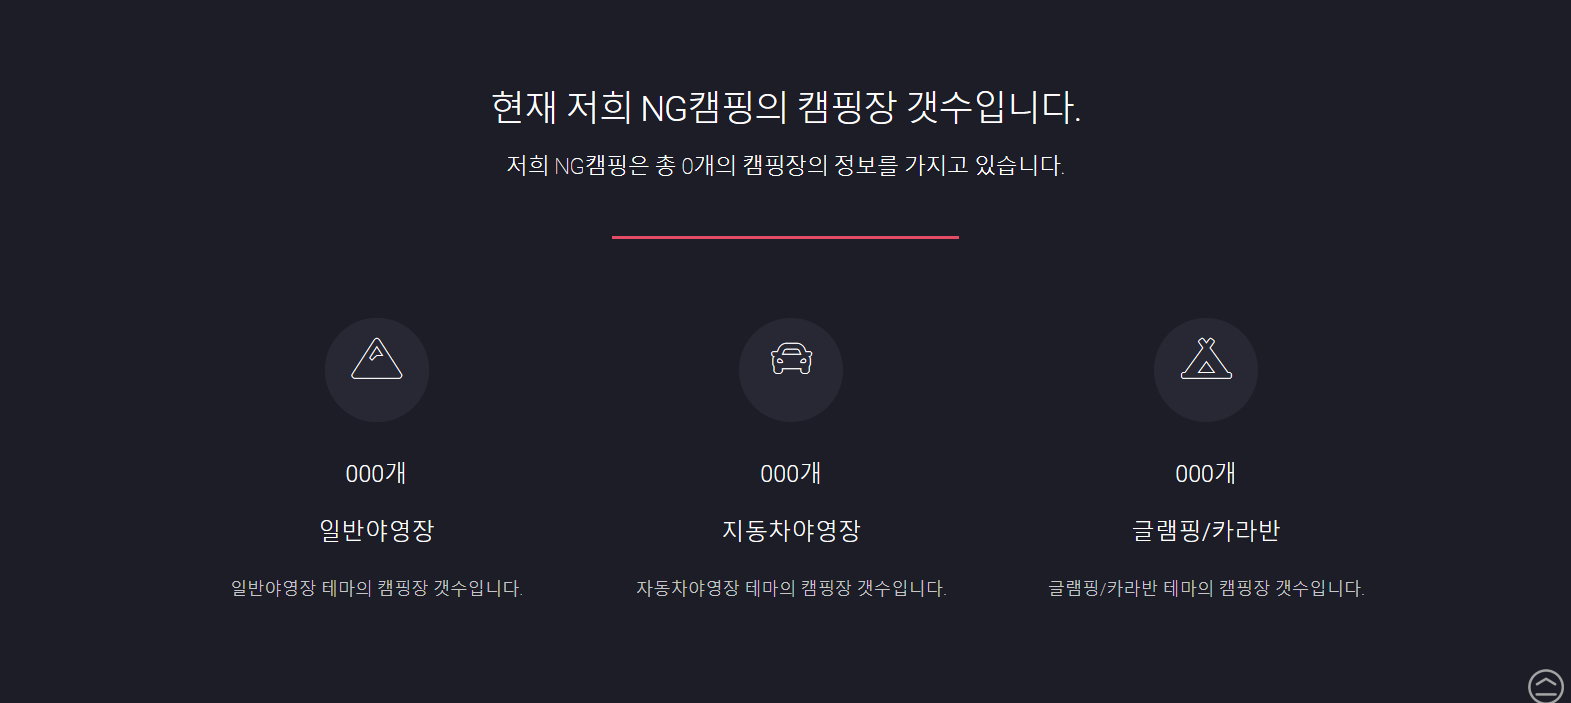 현재 저희 NG캠핑의 캠핑장 갯수입니다.
저희 NG캠핑은 총 0개의 캠핑장의 정보를 가지고 있습니다.
000개
000개
000개
일반야영장
지동차야영장
글램핑/카라반
일반야영장 테마의 캠핑장 갯수입니다.
자동차야영장 테마의 캠핑장 갯수입니다.
글램핑/카라반 테마의 캠핑장 갯수입니다.